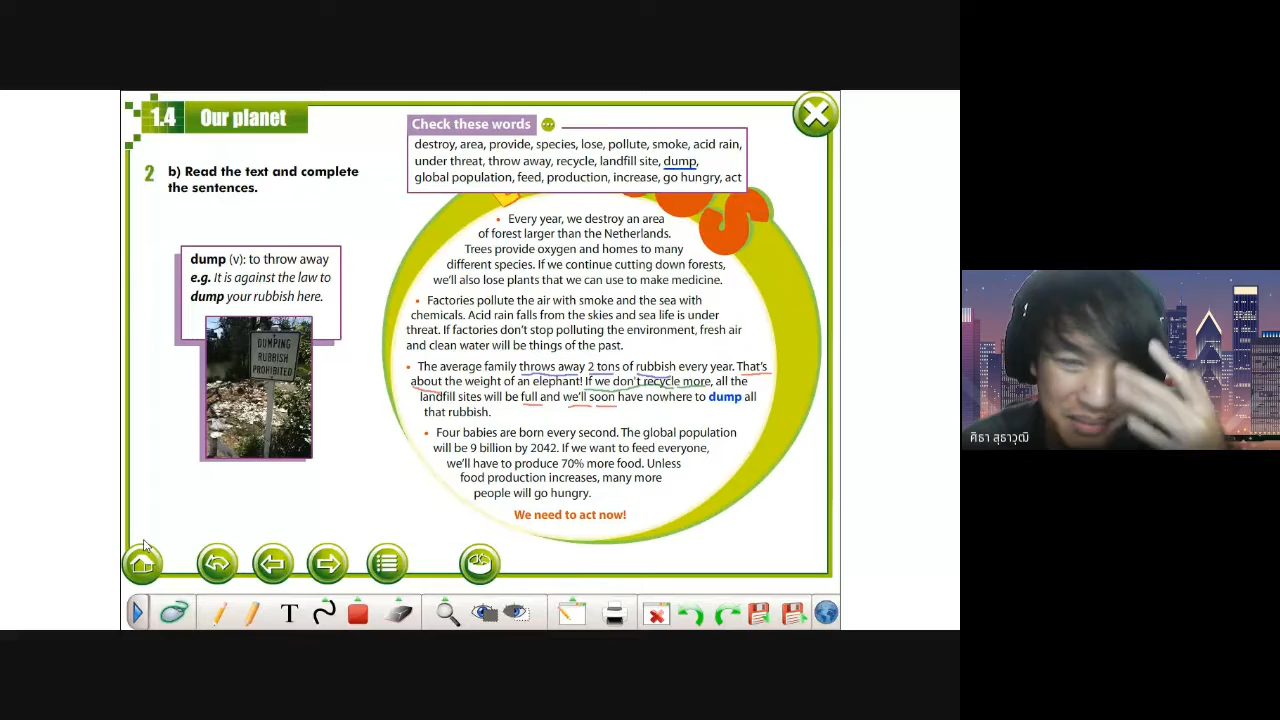 1.4 Our planet
Check these words
destroy, area, provide, species, lose, pollute, smoke, acid rain,
under threat, throw away, recycle, landfill site, dump,
global population, feed, production, increase, go hungry, act
2 b) Read the text and complete
the sentences.
dump (v): to throw away
e.g. It is against the law to
dump your rubbish here.
DUMPING
RUBBISH
PROHIBITED
S
• Every year, we destroy an area
of forest larger than the Netherlands.
Trees provide oxygen and homes to many
different species. If we continue cutting down forests,
we'll also lose plants that we can use to make medicine.
• Factories pollute the air with smoke and the sea with
chemicals. Acid rain falls from the skies and sea life is under
threat. If factories don't stop polluting the environment, fresh air
and clean water will be things of the past.
• The average family throws away 2 tons of rubbish every year. That's
about the weight of an elephant! If we don't recycle more, all the
landfill sites will be full and we'll soon have nowhere to dump all
that rubbish.
• Four babies are born every second. The global population
will be 9 billion by 2042. If we want to feed everyone,
we'll have to produce 70% more food. Unless
food production increases, many more
people will go hungry.
We need to act now!
T
ศิธา สุธาวุฒิ